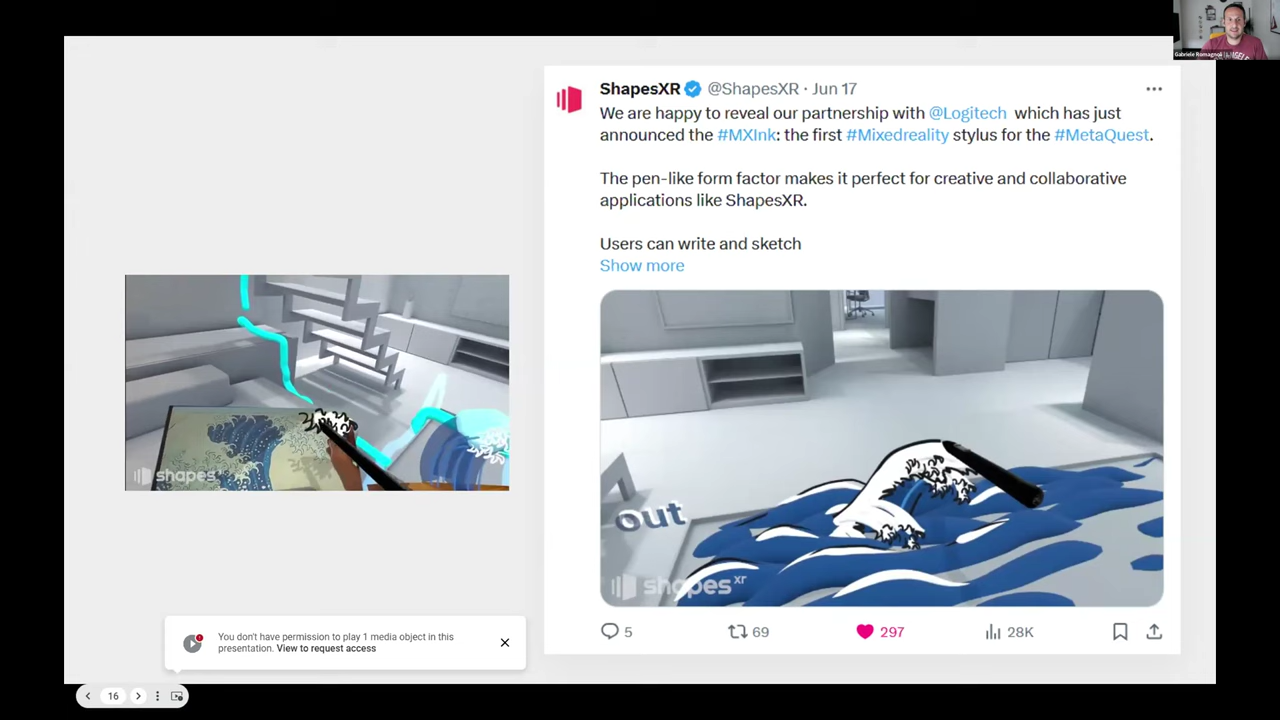 Gabriele Romagnoli
ShapesXR @ShapesXR · Jun 17
We are happy to reveal our partnership with @Logitech which has just
announced the #MXInk: the first #Mixedreality stylus for the #MetaQuest.
The pen-like form factor makes it perfect for creative and collaborative
applications like ShapesXR.
Users can write and sketch
Show more
shapes
out
shapes xr
5 69 297 28K
You don't have permission to play 1 media object in this
presentation. View to request access
16